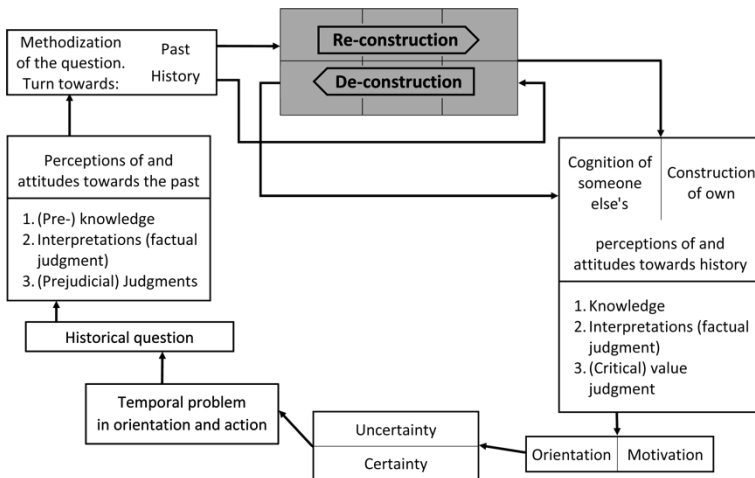 Methodization
of the question.
Turn towards:
Past
History
Re-construction
De-construction
Perceptions of and
attitudes towards the past
1. (Pre-) knowledge
2. Interpretations (factual
judgment)
3. (Prejudicial) Judgments
Historical question
Temporal problem
in orientation and action
Uncertainty
Certainty
Orientation
Motivation
Cognition of
someone
else's
Construction
of own
perceptions of and
attitudes towards history
1. Knowledge
2. Interpretations (factual
judgment)
3. (Critical) value
judgment